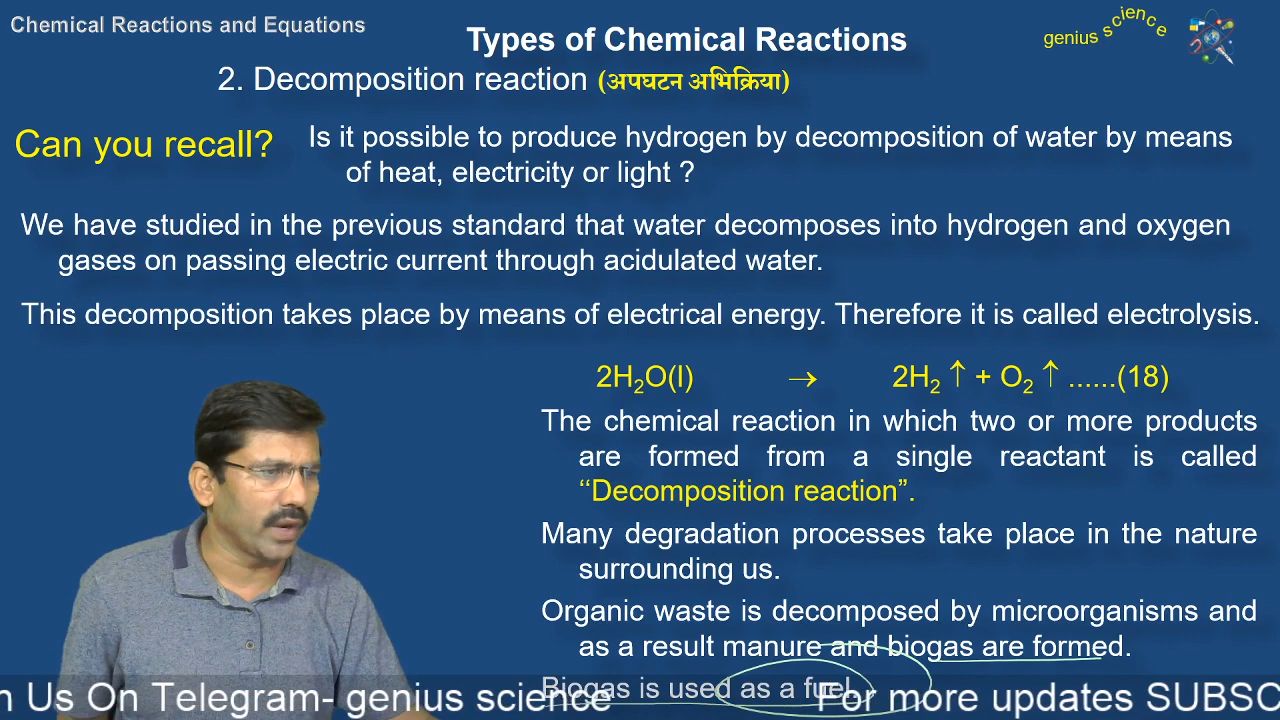 Chemical Reactions and Equations
genius science
Types of Chemical Reactions
2. Decomposition reaction (अपघटन अभिक्रिया)
Can you recall?
Is it possible to produce hydrogen by decomposition of water by means
of heat, electricity or light ?
We have studied in the previous standard that water decomposes into hydrogen and oxygen
gases on passing electric current through acidulated water.
This decomposition takes place by means of electrical energy. Therefore it is called electrolysis.
2H₂O(l) → 2H₂ ↑ + O₂ ↑ ......(18)
The chemical reaction in which two or more products
are formed from a single reactant is called
‘‘Decomposition reaction”.
Many degradation processes take place in the nature
surrounding us.
Organic waste is decomposed by microorganisms and
as a result manure and biogas are formed.
Biogas is used as a fuel.
Us On Telegram- genius science For more updates